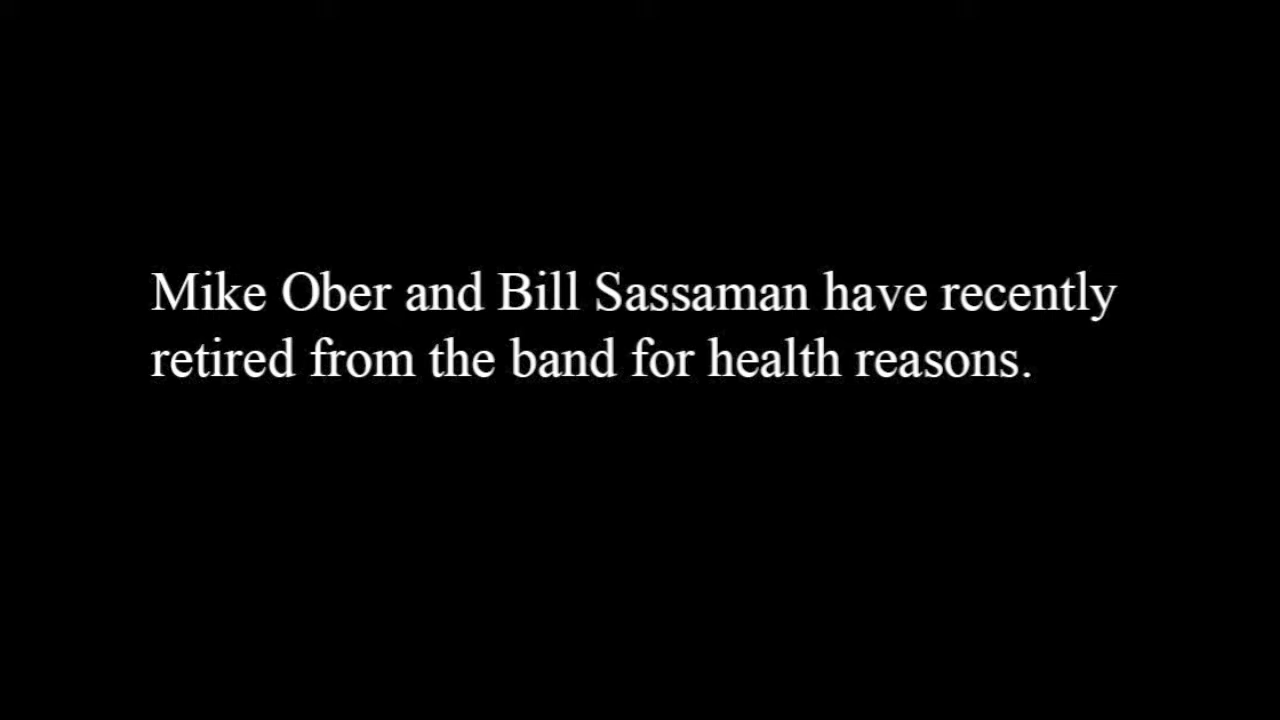 Mike Ober and Bill Sassaman have recently
retired from the band for health reasons.